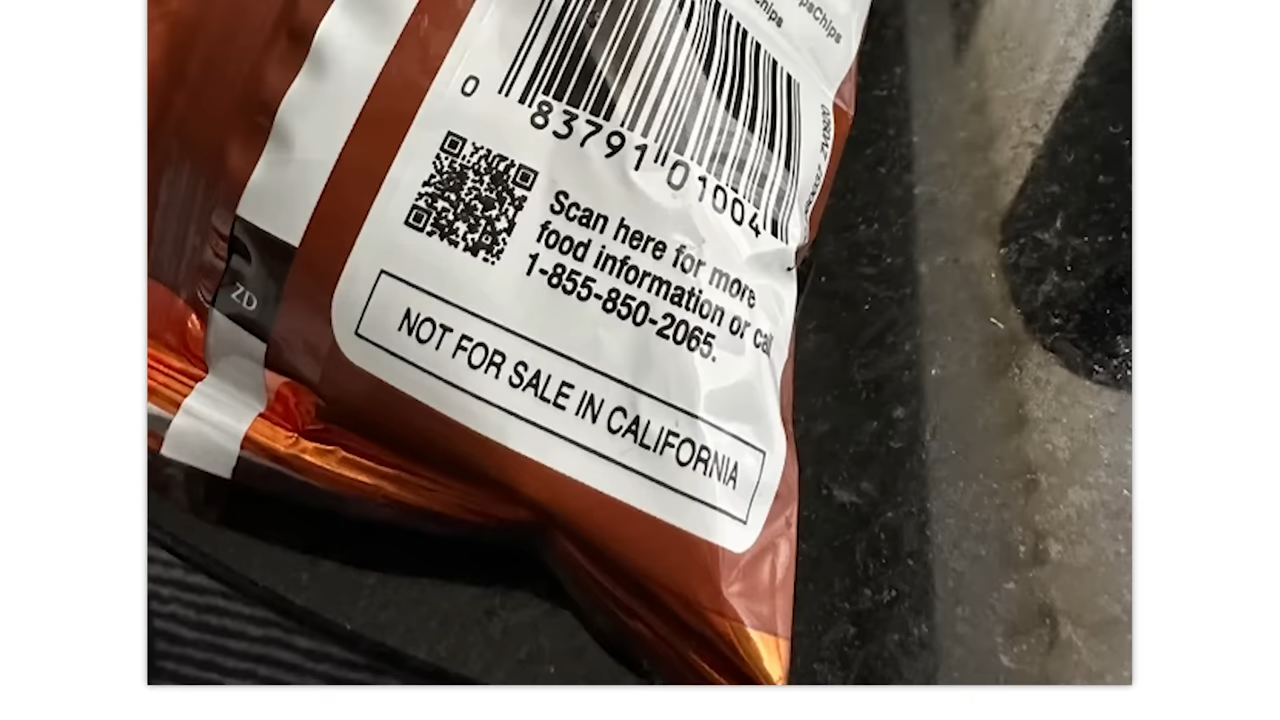 0 83791 01004
Scan here for more
food information or call
1-855-850-2065.
NOT FOR SALE IN CALIFORNIA
ZD